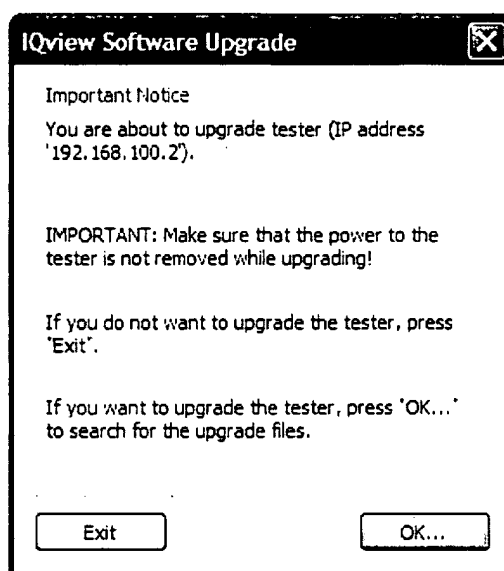 IQview Software Upgrade
Important Notice
You are about to upgrade tester (IP address
'192.168.100.2').
IMPORTANT: Make sure that the power to the
tester is not removed while upgrading!
If you do not want to upgrade the tester, press
'Exit'.
If you want to upgrade the tester, press 'OK...'
to search for the upgrade files.
Exit
OK...